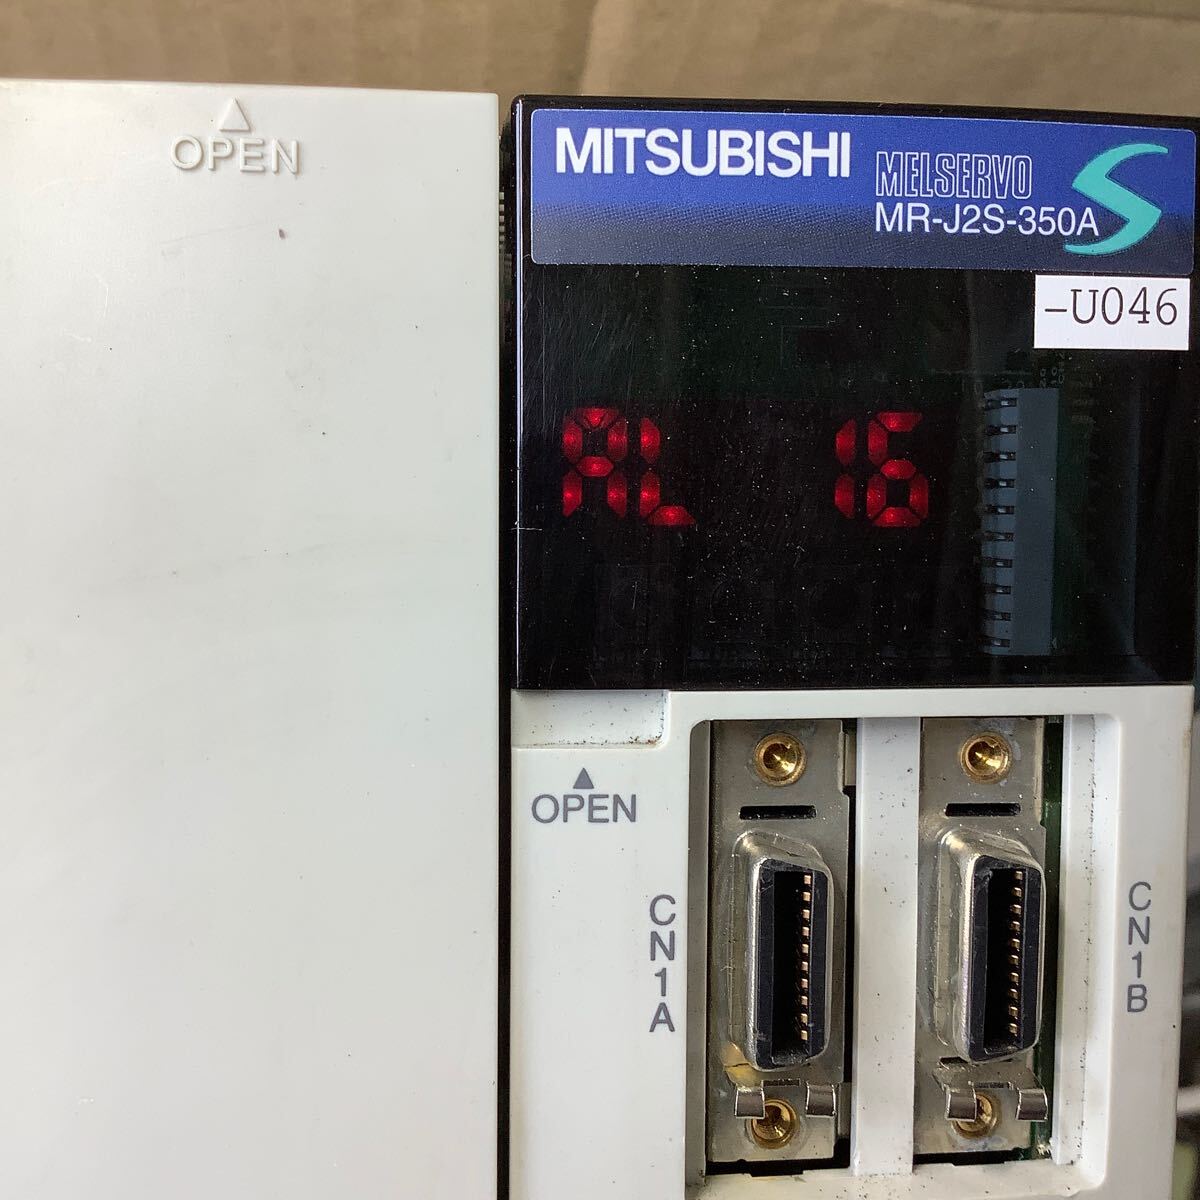 OPEN
MITSUBISHI
MELSERVO
MR-J2S-350A
-U046
AL 16
OPEN
CN1A
CN1B